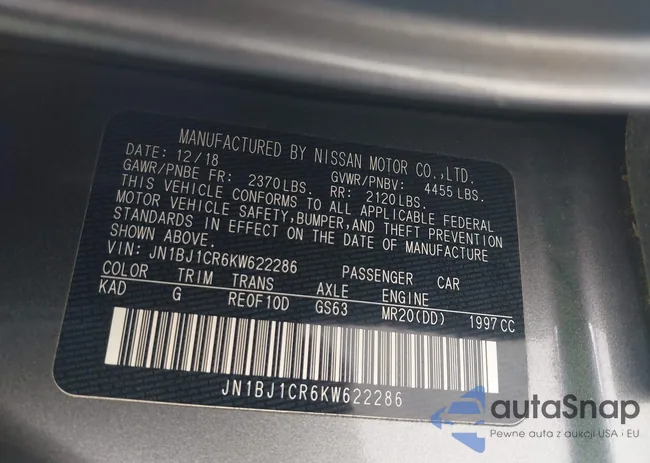 MANUFACTURED BY NISSAN MOTOR CO.,LTD.
DATE: 12/18
GAWR/PNBE FR: 2370LBS. GVWR/PNBV: 4455 LBS.
RR: 2120LBS.
THIS VEHICLE CONFORMS TO ALL APPLICABLE FEDERAL
MOTOR VEHICLE SAFETY,BUMPER,AND THEFT PREVENTION
STANDARDS IN EFFECT ON THE DATE OF MANUFACTURE
SHOWN ABOVE.
VIN: JN1BJ1CR6KW622286 PASSENGER CAR
COLOR TRIM TRANS AXLE ENGINE
KAD G RE0F10D GS63 MR20(DD) 1997CC
JN1BJ1CR6KW622286
autaSnap
Pewne auta z aukcji USA i EU